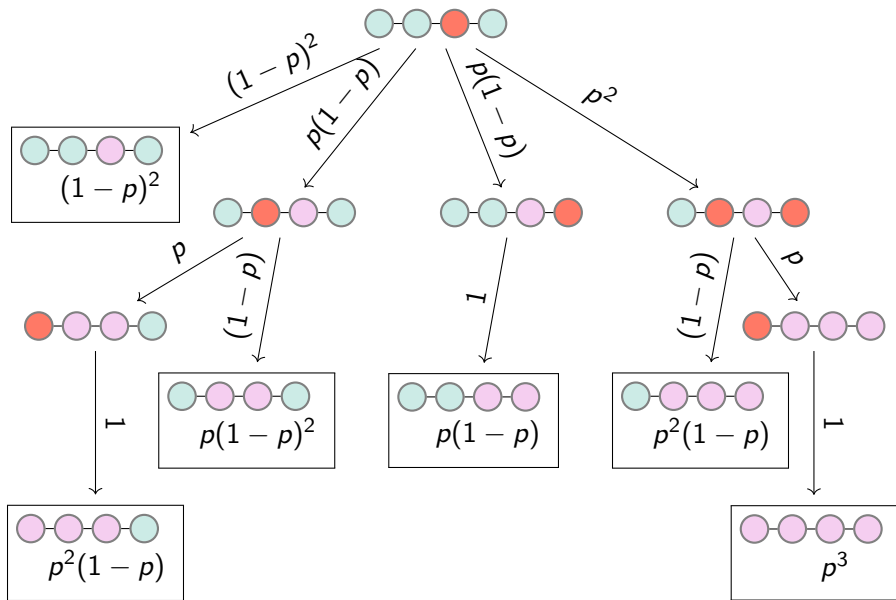 (1 − p)²
p(1 − p)
p(1 − p)
p²
(1 − p)²
p
(1 − p)
1
(1 − p)
p
1
p(1 − p)²
p(1 − p)
p²(1 − p)
1
p²(1 − p)
p³